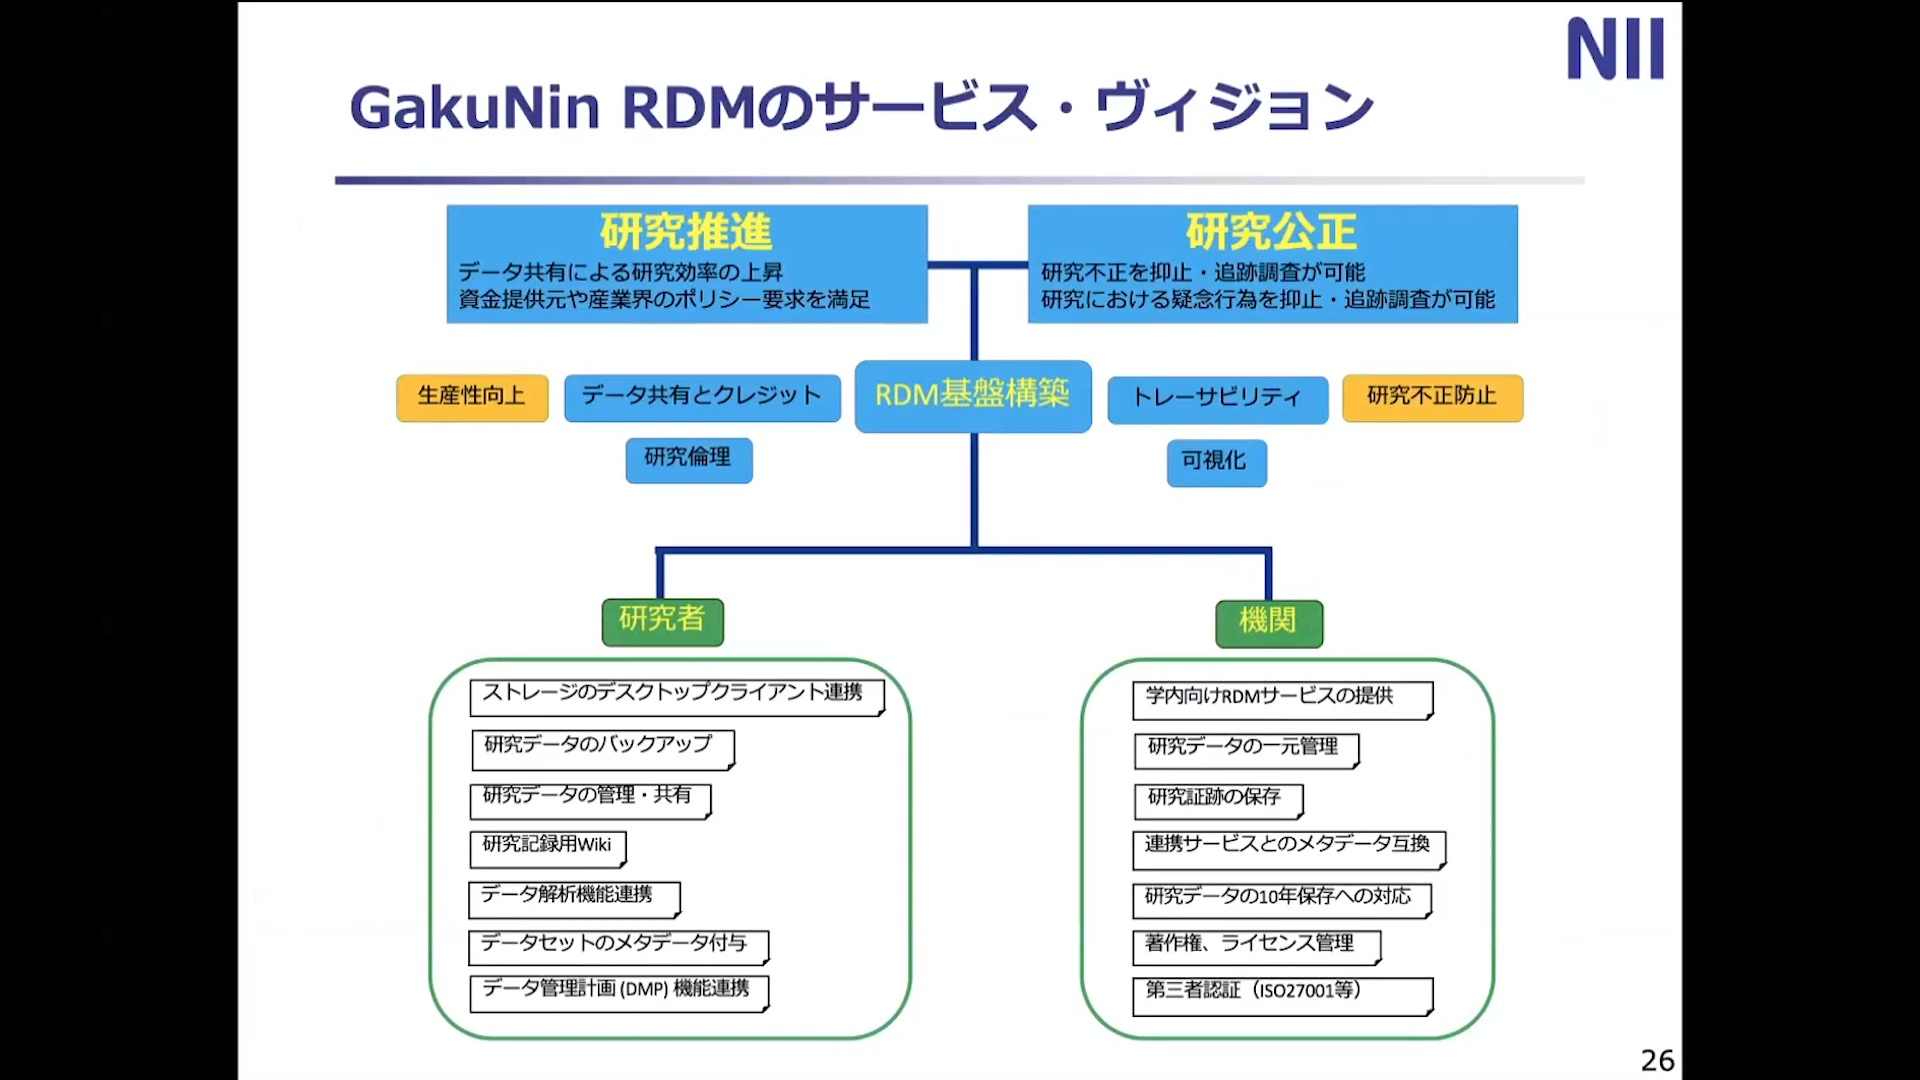 NII
GakuNin RDMのサービス・ヴィジョン
研究推進
データ共有による研究効率の上昇
資金提供元や産業界のポリシー要求を満足
研究公正
研究不正を抑止・追跡調査が可能
研究における疑念行為を抑止・追跡調査が可能
生産性向上
データ共有とクレジット
RDM基盤構築
トレーサビリティ
研究不正防止
研究倫理
可視化
研究者
ストレージのデスクトップクライアント連携
研究データのバックアップ
研究データの管理・共有
研究記録用Wiki
データ解析機能連携
データセットのメタデータ付与
データ管理計画 (DMP) 機能連携
機関
学内向けRDMサービスの提供
研究データの一元管理
研究証跡の保存
連携サービスとのメタデータ互換
研究データの10年保存への対応
著作権、ライセンス管理
第三者認証（ISO27001等）
26